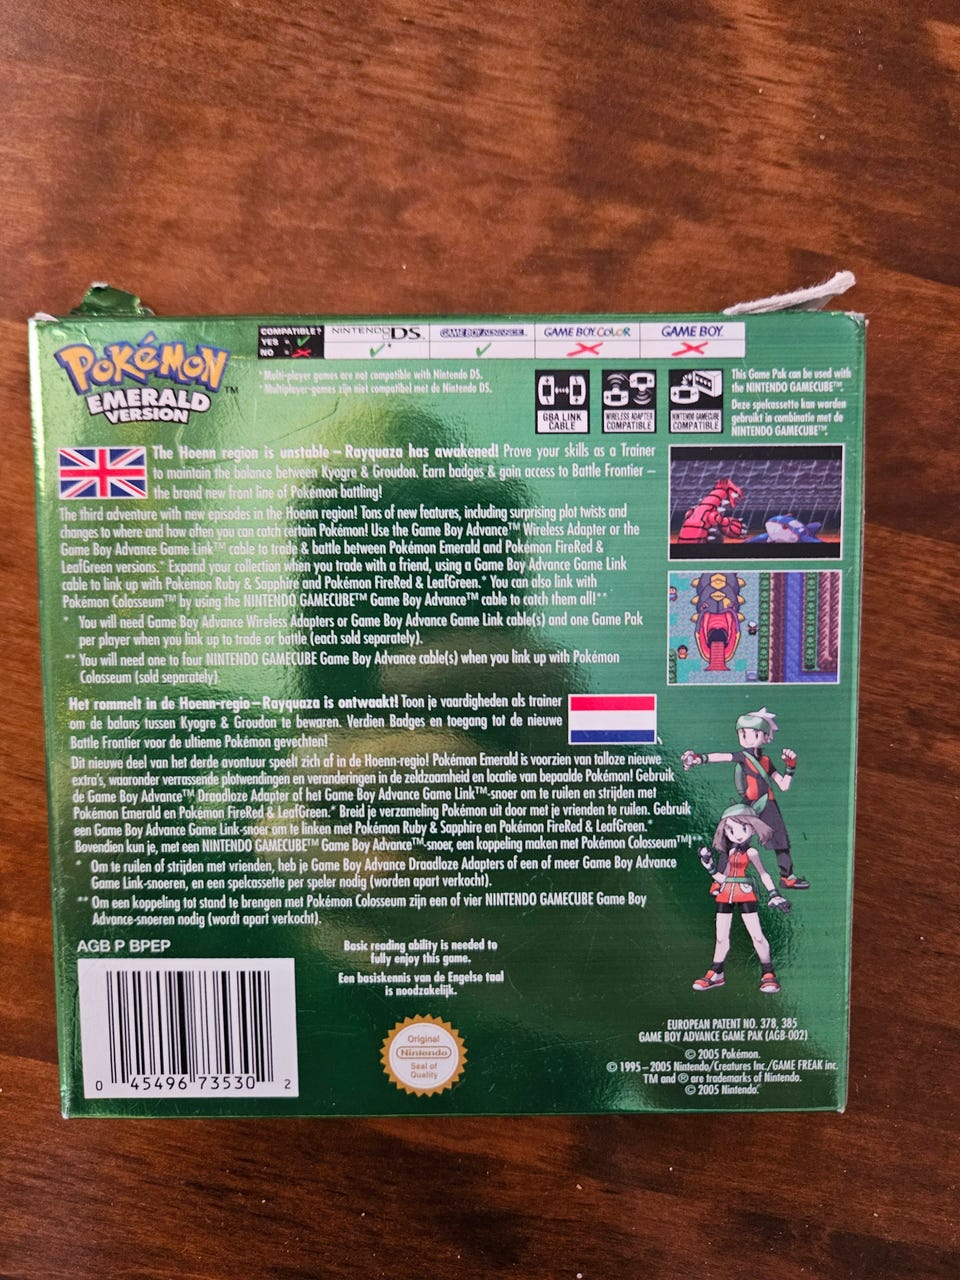 POKéMON™
EMERALD
VERSION
COMPATIBLE?
YES =
NO =
NINTENDO DS
*
GAME BOY ADVANCE
GAME BOY COLOR
GAME BOY
* Multi-player games are not compatible with Nintendo DS.
* Multiplayer-games zijn niet compatibel met de Nintendo DS.
GBA LINK
CABLE
WIRELESS ADAPTER
COMPATIBLE
NINTENDO GAMECUBE
COMPATIBLE
This Game Pak can be used with
the NINTENDO GAMECUBE™.
Deze spelcassette kan worden
gebruikt in combinatie met de
NINTENDO GAMECUBE™.
The Hoenn region is unstable – Rayquaza has awakened! Prove your skills as a Trainer
to maintain the balance between Kyogre & Groudon. Earn badges & gain access to Battle Frontier –
the brand new front line of Pokémon battling!
The third adventure with new episodes in the Hoenn region! Tons of new features, including surprising plot twists and
changes to where and how often you can catch certain Pokémon! Use the Game Boy Advance™ Wireless Adapter or the
Game Boy Advance Game Link™ cable to trade & battle between Pokémon Emerald and Pokémon FireRed &
LeafGreen versions.* Expand your collection when you trade with a friend, using a Game Boy Advance Game Link
cable to link up with Pokémon Ruby & Sapphire and Pokémon FireRed & LeafGreen.* You can also link with
Pokémon Colosseum™ by using the NINTENDO GAMECUBE™ Game Boy Advance™ cable to catch them all!**
* You will need Game Boy Advance Wireless Adapters or Game Boy Advance Game Link cable(s) and one Game Pak
per player when you link up to trade or battle (each sold separately).
** You will need one to four NINTENDO GAMECUBE Game Boy Advance cable(s) when you link up with Pokémon
Colosseum (sold separately).
Het rommelt in de Hoenn-regio – Rayquaza is ontwaakt! Toon je vaardigheden als trainer
om de balans tussen Kyogre & Groudon te bewaren. Verdien Badges en toegang tot de nieuwe
Battle Frontier voor de ultieme Pokémon gevechten!
Dit nieuwe deel van het derde avontuur speelt zich af in de Hoenn-regio! Pokémon Emerald is voorzien van talloze nieuwe
extra's, waaronder verrassende plotwendingen en veranderingen in de zeldzaamheid en locatie van bepaalde Pokémon! Gebruik
de Game Boy Advance™ Draadloze Adapter of het Game Boy Advance Game Link™-snoer om te ruilen en strijden met
Pokémon Emerald en Pokémon FireRed & LeafGreen.* Breid je verzameling Pokémon uit door met je vrienden te ruilen. Gebruik
een Game Boy Advance Game Link-snoer om te linken met Pokémon Ruby & Sapphire en Pokémon FireRed & LeafGreen.*
Bovendien kun je, met een NINTENDO GAMECUBE™ Game Boy Advance™-snoer, een koppeling maken met Pokémon Colosseum™!**
* Om te ruilen of strijden met vrienden, heb je Game Boy Advance Draadloze Adapters of een of meer Game Boy Advance
Game Link-snoeren, en een spelcassette per speler nodig (worden apart verkocht).
** Om een koppeling tot stand te brengen met Pokémon Colosseum zijn een of vier NINTENDO GAMECUBE Game Boy
Advance-snoeren nodig (wordt apart verkocht).
AGB P BPEP
Basic reading ability is needed to
fully enjoy this game.
Een basiskennis van de Engelse taal
is noodzakelijk.
0 45496 73530 2
Original
Nintendo
Seal of
Quality
EUROPEAN PATENT NO. 378, 385
GAME BOY ADVANCE GAME PAK (AGB-002)
© 2005 Pokémon.
© 1995–2005 Nintendo/Creatures Inc./GAME FREAK inc.
TM and ® are trademarks of Nintendo.
© 2005 Nintendo.